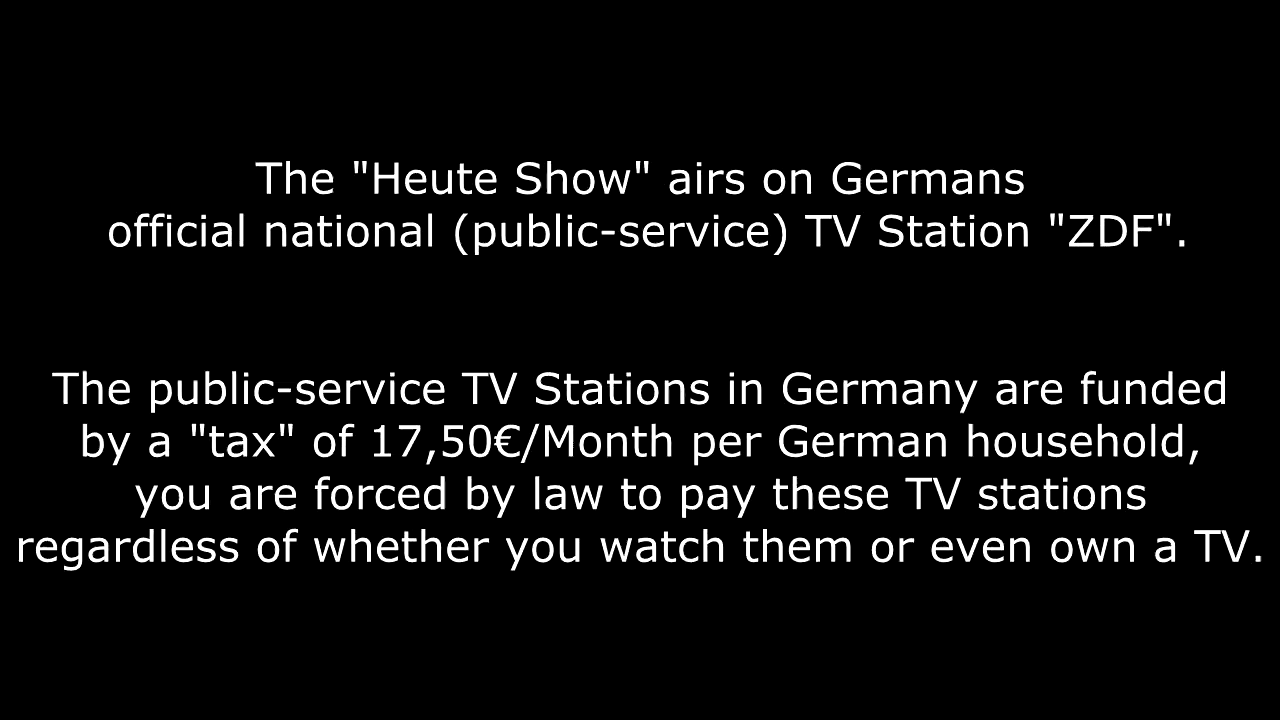 The "Heute Show" airs on Germans
official national (public-service) TV Station "ZDF".
The public-service TV Stations in Germany are funded
by a "tax" of 17,50€/Month per German household,
you are forced by law to pay these TV stations
regardless of whether you watch them or even own a TV.